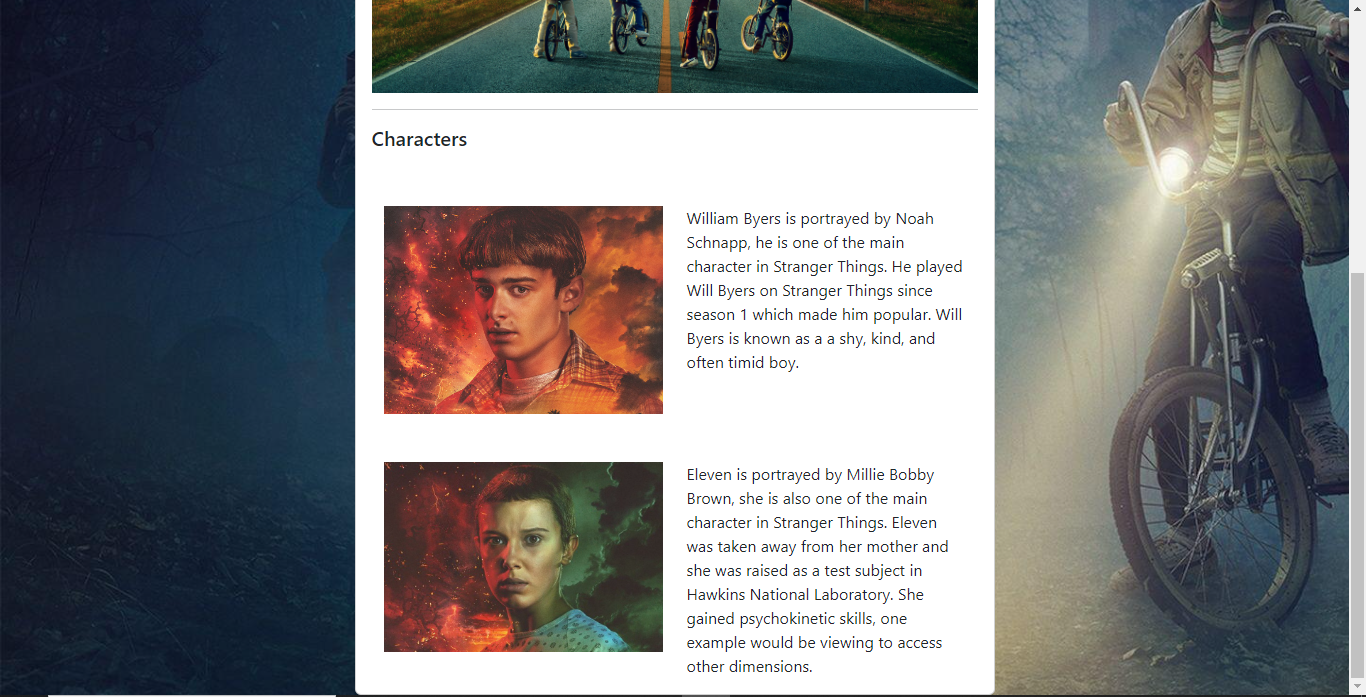 Characters
William Byers is portrayed by Noah
Schnapp, he is one of the main
character in Stranger Things. He played
Will Byers on Stranger Things since
season 1 which made him popular. Will
Byers is known as a a shy, kind, and
often timid boy.
Eleven is portrayed by Millie Bobby
Brown, she is also one of the main
character in Stranger Things. Eleven
was taken away from her mother and
she was raised as a test subject in
Hawkins National Laboratory. She
gained psychokinetic skills, one
example would be viewing to access
other dimensions.